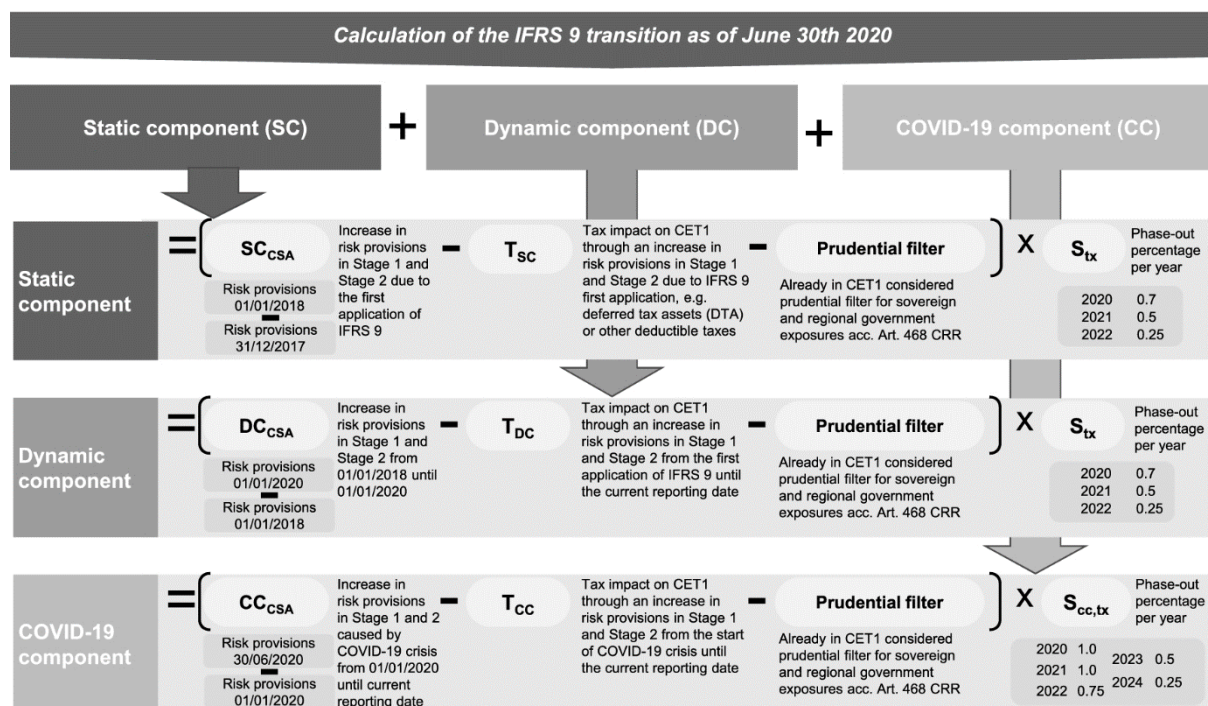 Calculation of the IFRS 9 transition as of June 30th 2020
Static component (SC)
+
Dynamic component (DC)
+
COVID-19 component (CC)
Static
component
=
SC_CSA
Risk provisions
01/01/2018
−
Risk provisions
31/12/2017
Increase in
risk provisions
in Stage 1 and
Stage 2 due to
the first
application of
IFRS 9
−
T_SC
Tax impact on CET1
through an increase in
risk provisions in Stage 1
and Stage 2 due to IFRS 9
first application, e.g.
deferred tax assets (DTA)
or other deductible taxes
−
Prudential filter
Already in CET1 considered
prudential filter for sovereign
and regional government
exposures acc. Art. 468 CRR
X
S_tx
Phase-out
percentage
per year
2020 0.7
2021 0.5
2022 0.25
Dynamic
component
=
DC_CSA
Risk provisions
01/01/2020
−
Risk provisions
01/01/2018
Increase in
risk provisions
in Stage 1 and
Stage 2 from
01/01/2018 until
01/01/2020
−
T_DC
Tax impact on CET1
through an increase in
risk provisions in Stage 1
and Stage 2 from the first
application of IFRS 9 until
the current reporting date
−
Prudential filter
Already in CET1 considered
prudential filter for sovereign
and regional government
exposures acc. Art. 468 CRR
X
S_tx
Phase-out
percentage
per year
2020 0.7
2021 0.5
2022 0.25
COVID-19
component
=
CC_CSA
Risk provisions
30/06/2020
−
Risk provisions
01/01/2020
Increase in
risk provisions
in Stage 1 and 2
caused by
COVID-19 crisis
from 01/01/2020
until current
reporting date
−
T_CC
Tax impact on CET1
through an increase in
risk provisions in Stage 1
and Stage 2 from the start
of COVID-19 crisis until
the current reporting date
−
Prudential filter
Already in CET1 considered
prudential filter for sovereign
and regional government
exposures acc. Art. 468 CRR
X
S_cc,tx
Phase-out
percentage
per year
2020 1.0
2021 1.0
2022 0.75
2023 0.5
2024 0.25